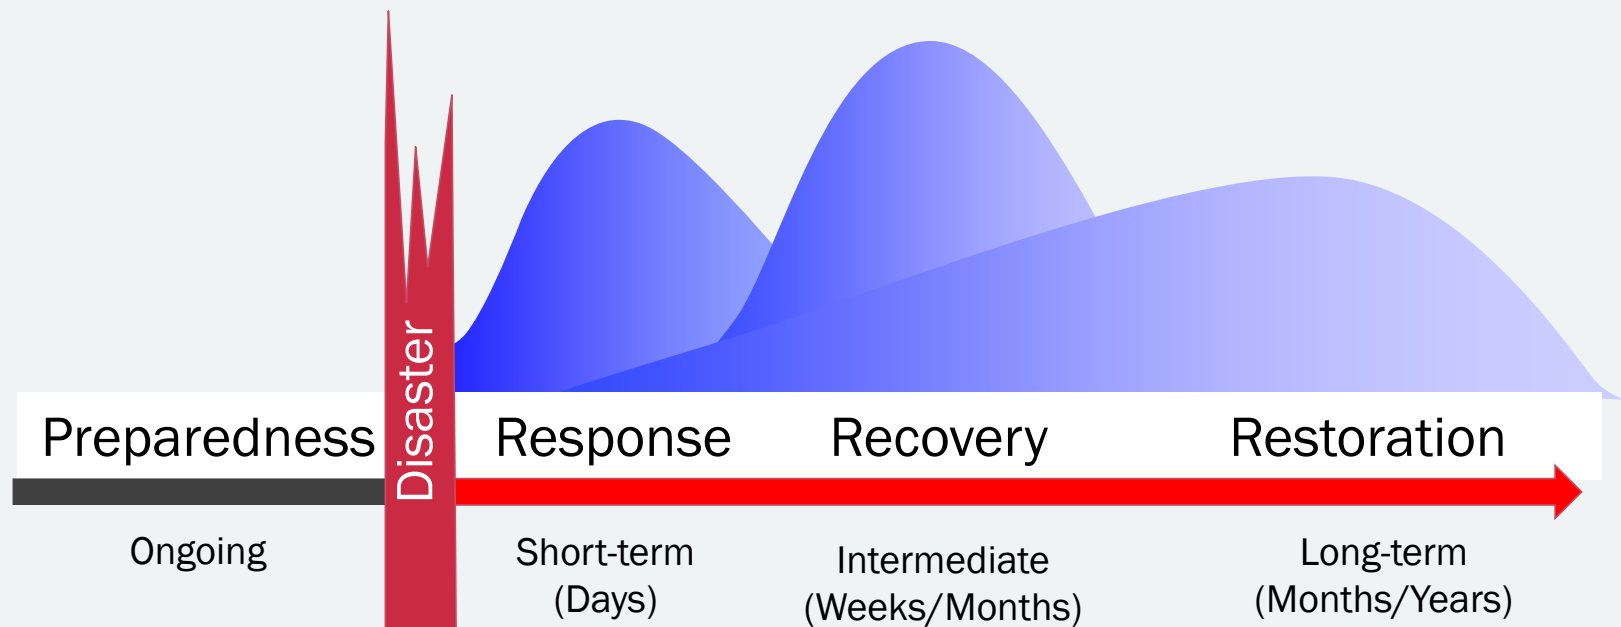 Disaster
Preparedness
Response
Recovery
Restoration
Ongoing
Short-term
(Days)
Intermediate
(Weeks/Months)
Long-term
(Months/Years)